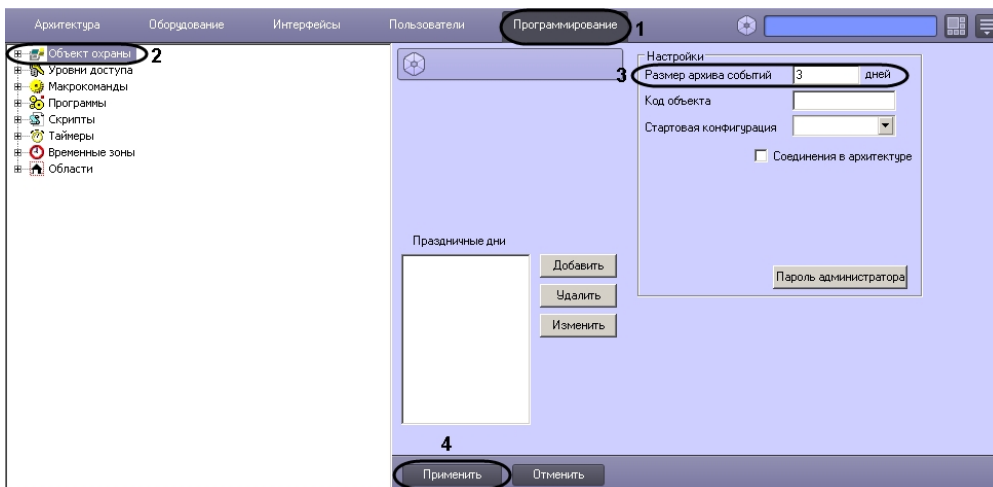 Архитектура Оборудование Интерфейсы Пользователи Программирование 1
Объект охраны 2
Уровни доступа
Макрокоманды
Программы
Скрипты
Таймеры
Временные зоны
Области
Настройки
3 Размер архива событий 3 дней
Код объекта
Стартовая конфигурация
Соединения в архитектуре
Пароль администратора
Праздничные дни
Добавить
Удалить
Изменить
4
Применить Отменить